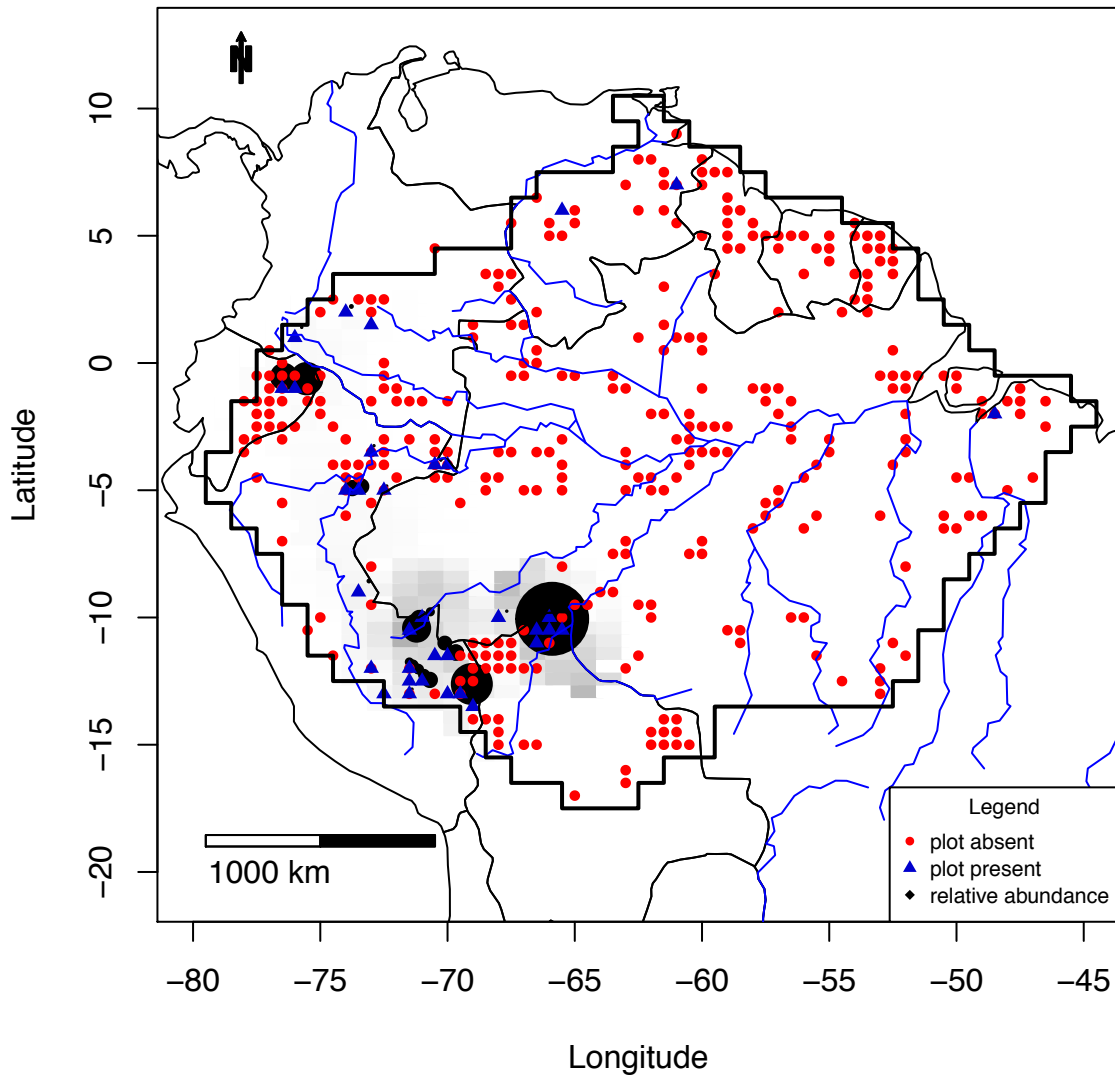 N
10
5
0
−5
−10
−15
−20
Latitude
1000 km
Legend
plot absent
plot present
relative abundance
−80 −75 −70 −65 −60 −55 −50 −45
Longitude